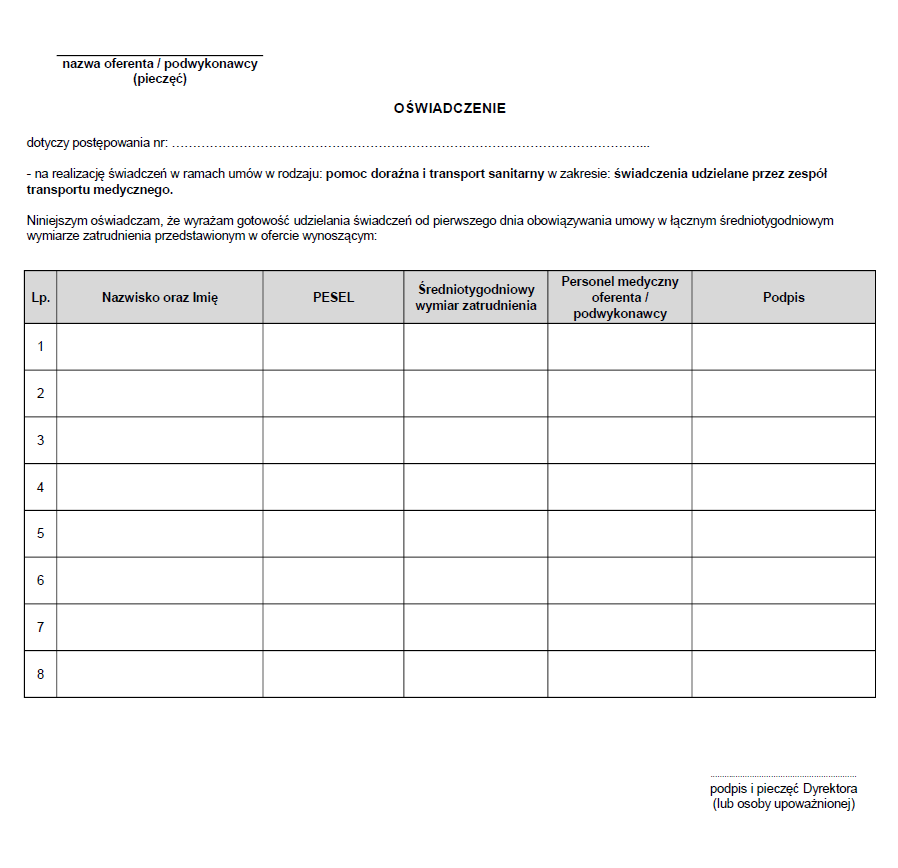 nazwa oferenta / podwykonawcy
(pieczęć)
OŚWIADCZENIE
dotyczy postępowania nr: …………………………………………………………………………………………………...
- na realizację świadczeń w ramach umów w rodzaju: pomoc doraźna i transport sanitarny w zakresie: świadczenia udzielane przez zespół
transportu medycznego.
Niniejszym oświadczam, że wyrażam gotowość udzielania świadczeń od pierwszego dnia obowiązywania umowy w łącznym średniotygodniowym
wymiarze zatrudnienia przedstawionym w ofercie wynoszącym:
Lp. Nazwisko oraz Imię PESEL Średniotygodniowy wymiar zatrudnienia Personel medyczny oferenta / podwykonawcy Podpis
1
2
3
4
5
6
7
8
podpis i pieczęć Dyrektora
(lub osoby upoważnionej)